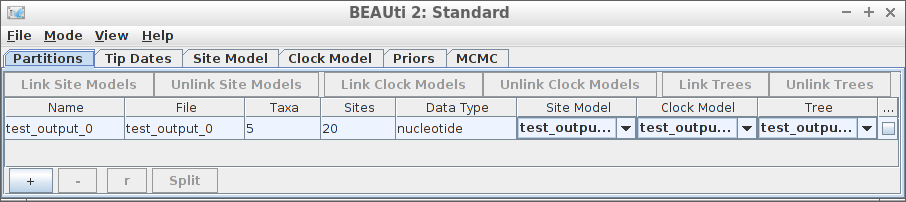 BEAUti 2: Standard
File Mode View Help
Partitions Tip Dates Site Model Clock Model Priors MCMC
Link Site Models Unlink Site Models Link Clock Models Unlink Clock Models Link Trees Unlink Trees
Name File Taxa Sites Data Type Site Model Clock Model Tree ...
test_output_0 test_output_0 5 20 nucleotide test_outpu... test_outpu... test_outpu...
+ - r Split